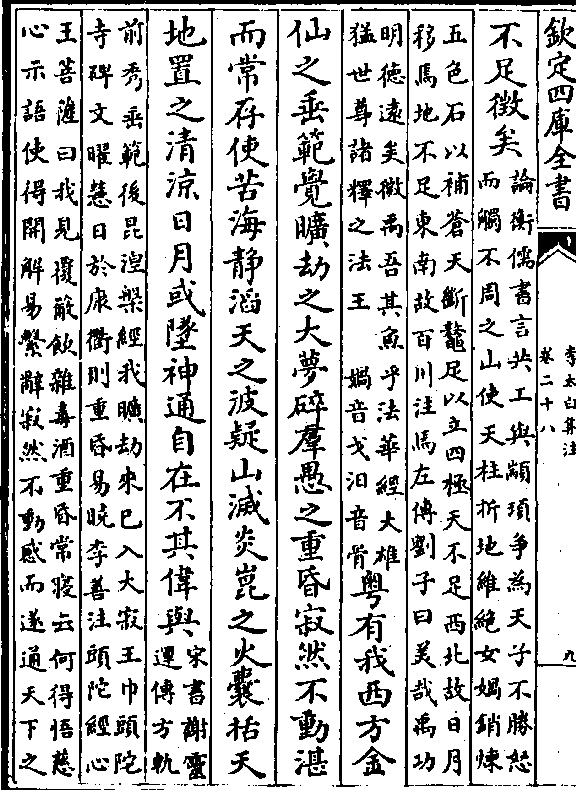 欽定四庫全書
李太白集注
卷二十八
九
不足徴矣
論衡儒書言共工與顓頊爭為天子不勝怒
而觸不周之山使天柱折地維絶女媧銷煉
五色石以補蒼天斷鼇足以立四極天不足西北故日月
移焉地不足東南故百川注焉左傳劉子曰美哉禹功
明德遠矣微禹吾其魚乎法華經大雄
猛世尊諸釋之法王 媧音戈汨音骨
粤有我西方金
仙之垂範覺曠劫之大夢碎羣愚之重昏寂然不動湛
而常存使苦海静滔天之波疑山滅炎崑之火囊括天
地置之清涼日月或墜神通自在不其偉與
宋書謝靈
運傳方軌
前秀垂範後昆湼槃經我曠劫來已入大寂王巾頭陀
寺碑文曜慧日於康衢則重昏易曉李善注頭陀經心
王菩薩曰我見覆蔽飲雜毒酒重昏常寢云何得悟慈
心示語使得開解易繫辭寂然不動感而遂通天下之